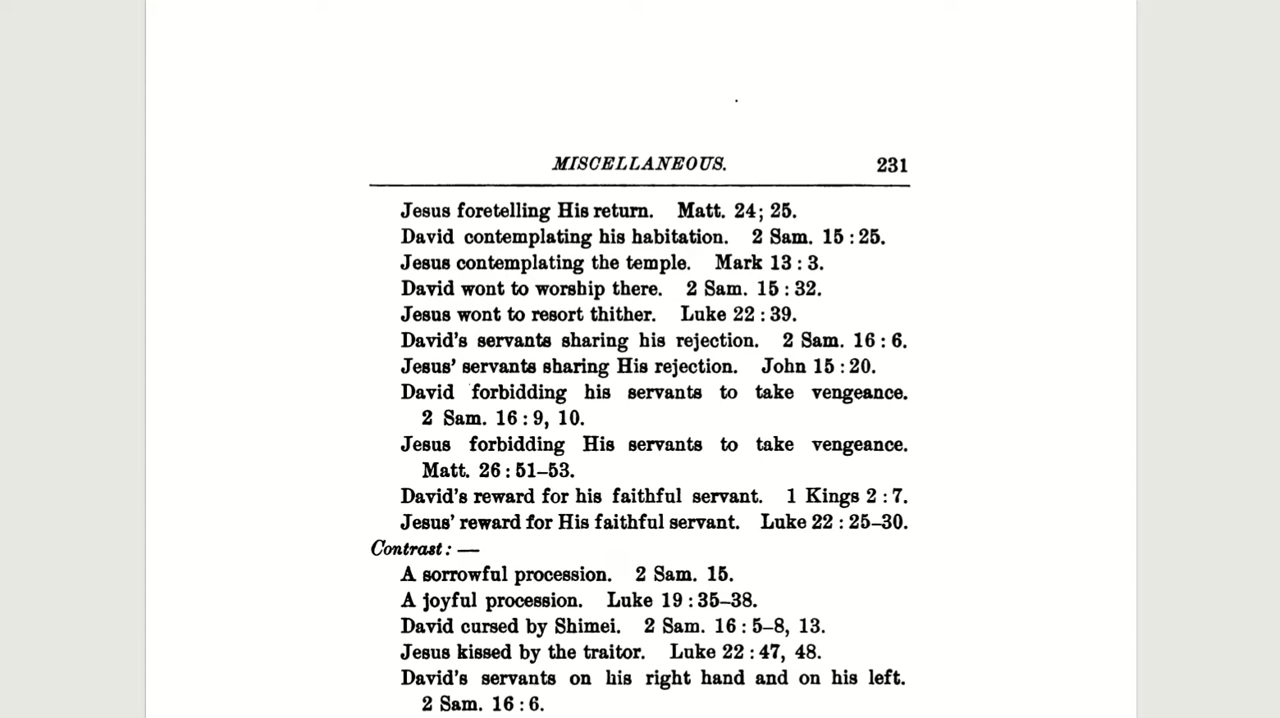 MISCELLANEOUS. 231
Jesus foretelling His return. Matt. 24; 25.
David contemplating his habitation. 2 Sam. 15 : 25.
Jesus contemplating the temple. Mark 13 : 3.
David wont to worship there. 2 Sam. 15 : 32.
Jesus wont to resort thither. Luke 22 : 39.
David's servants sharing his rejection. 2 Sam. 16 : 6.
Jesus' servants sharing His rejection. John 15 : 20.
David forbidding his servants to take vengeance.
2 Sam. 16 : 9, 10.
Jesus forbidding His servants to take vengeance.
Matt. 26 : 51–53.
David's reward for his faithful servant. 1 Kings 2 : 7.
Jesus' reward for His faithful servant. Luke 22 : 25–30.
Contrast : —
A sorrowful procession. 2 Sam. 15.
A joyful procession. Luke 19 : 35–38.
David cursed by Shimei. 2 Sam. 16 : 5–8, 13.
Jesus kissed by the traitor. Luke 22 : 47, 48.
David's servants on his right hand and on his left.
2 Sam. 16 : 6.